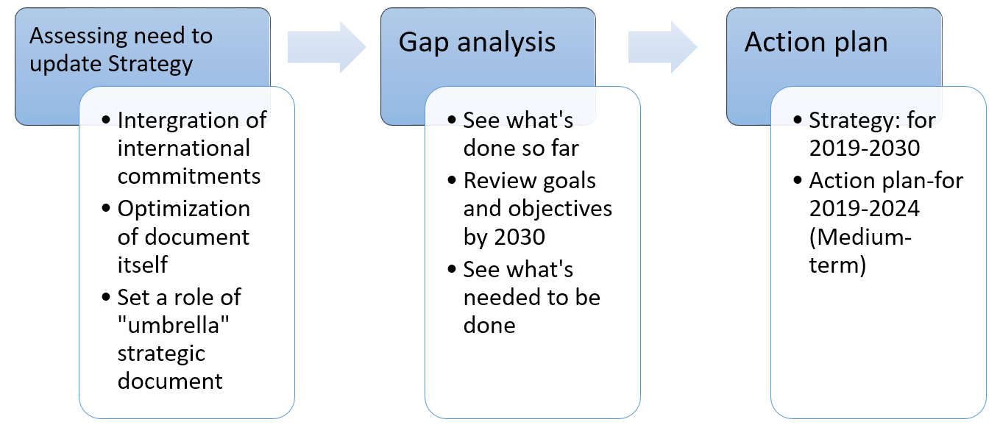 Assessing need to
update Strategy
• Intergration of
international
commitments
• Optimization
of document
itself
• Set a role of
"umbrella"
strategic
document
Gap analysis
• See what's
done so far
• Review goals
and objectives
by 2030
• See what's
needed to be
done
Action plan
• Strategy: for
2019-2030
• Action plan-for
2019-2024
(Medium-
term)